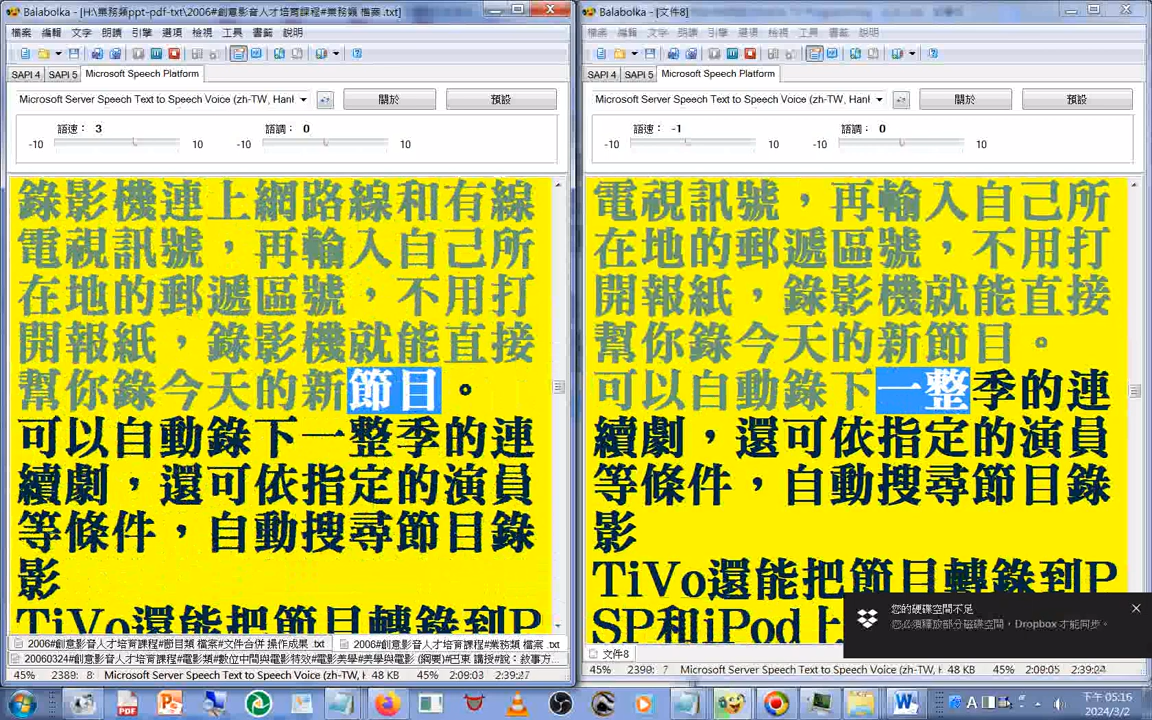 Balabolka - [H:\業務類ppt-pdf-txt\2006#創意影音人才培育課程#業務類 檔案 .txt]
檔案 編輯 文字 朗讀 引擎 選項 檢視 工具 書籤 說明
SAPI 4 SAPI 5 Microsoft Speech Platform
Microsoft Server Speech Text to Speech Voice (zh-TW, Hanl
關於 預設
語速： 3 語調： 0
-10 10 -10 10
錄影機連上網路線和有線
電視訊號，再輸入自己所
在地的郵遞區號，不用打
開報紙，錄影機就能直接
幫你錄今天的新節目。
可以自動錄下一整季的連
續劇，還可依指定的演員
等條件，自動搜尋節目錄
影
TiVo還能把節目轉錄到P
2006#創意影音人才培育課程#節目類 檔案#文件合併 操作成果 .txt 2006#創意影音人才培育課程#業務類 檔案 .txt
20060324#創意影音人才培育課程#電影類#數位中間與電影特效#電影美學#美學與電影 (綱要)#巴東 講授#說：敘事方...
45% 2389: 8: Microsoft Server Speech Text to Speech Voice (zh-TW, H 48 KB 2:09:03 2:39:27
Balabolka - [文件8]
檔案 編輯 文字 朗讀 引擎 選項 檢視 工具 書籤 說明
SAPI 4 SAPI 5 Microsoft Speech Platform
Microsoft Server Speech Text to Speech Voice (zh-TW, Hanl
關於 預設
語速： -1 語調： 0
-10 10 -10 10
電視訊號，再輸入自己所
在地的郵遞區號，不用打
開報紙，錄影機就能直接
幫你錄今天的新節目。
可以自動錄下一整季的連
續劇，還可依指定的演員
等條件，自動搜尋節目錄
影
TiVo還能把節目轉錄到P
SP和iPod上
您的硬碟空間不足
您必須釋放部分磁碟空間，Dropbox 才能同步。
文件8
45% 2389: 7 Microsoft Server Speech Text to Speech Voice (zh-TW, Hanl 48 KB 2:09:05 2:39:24
PDF
下午 05:16
2024/3/2